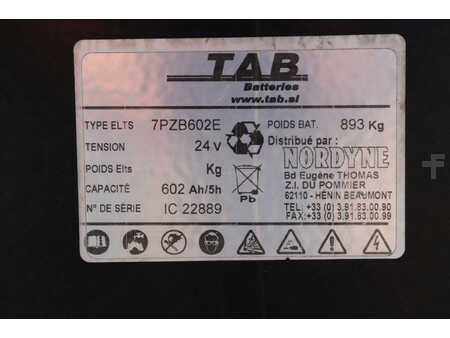 TAB
Batteries
www.tab.si
TYPE ELTS 7PZB602E POIDS BAT. 893 Kg
TENSION 24 V Distribué par :
NORDYNE
POIDS Elts Kg Bd Eugène THOMAS
Z.I. DU POMMIER
CAPACITÉ 602 Ah/5h 62110 - HÉNIN BEAUMONT
Pb
N° DE SÉRIE IC 22889 TEL:+33 (0) 3.91.83.00.90
FAX:+33 (0) 3.91.83.00.99